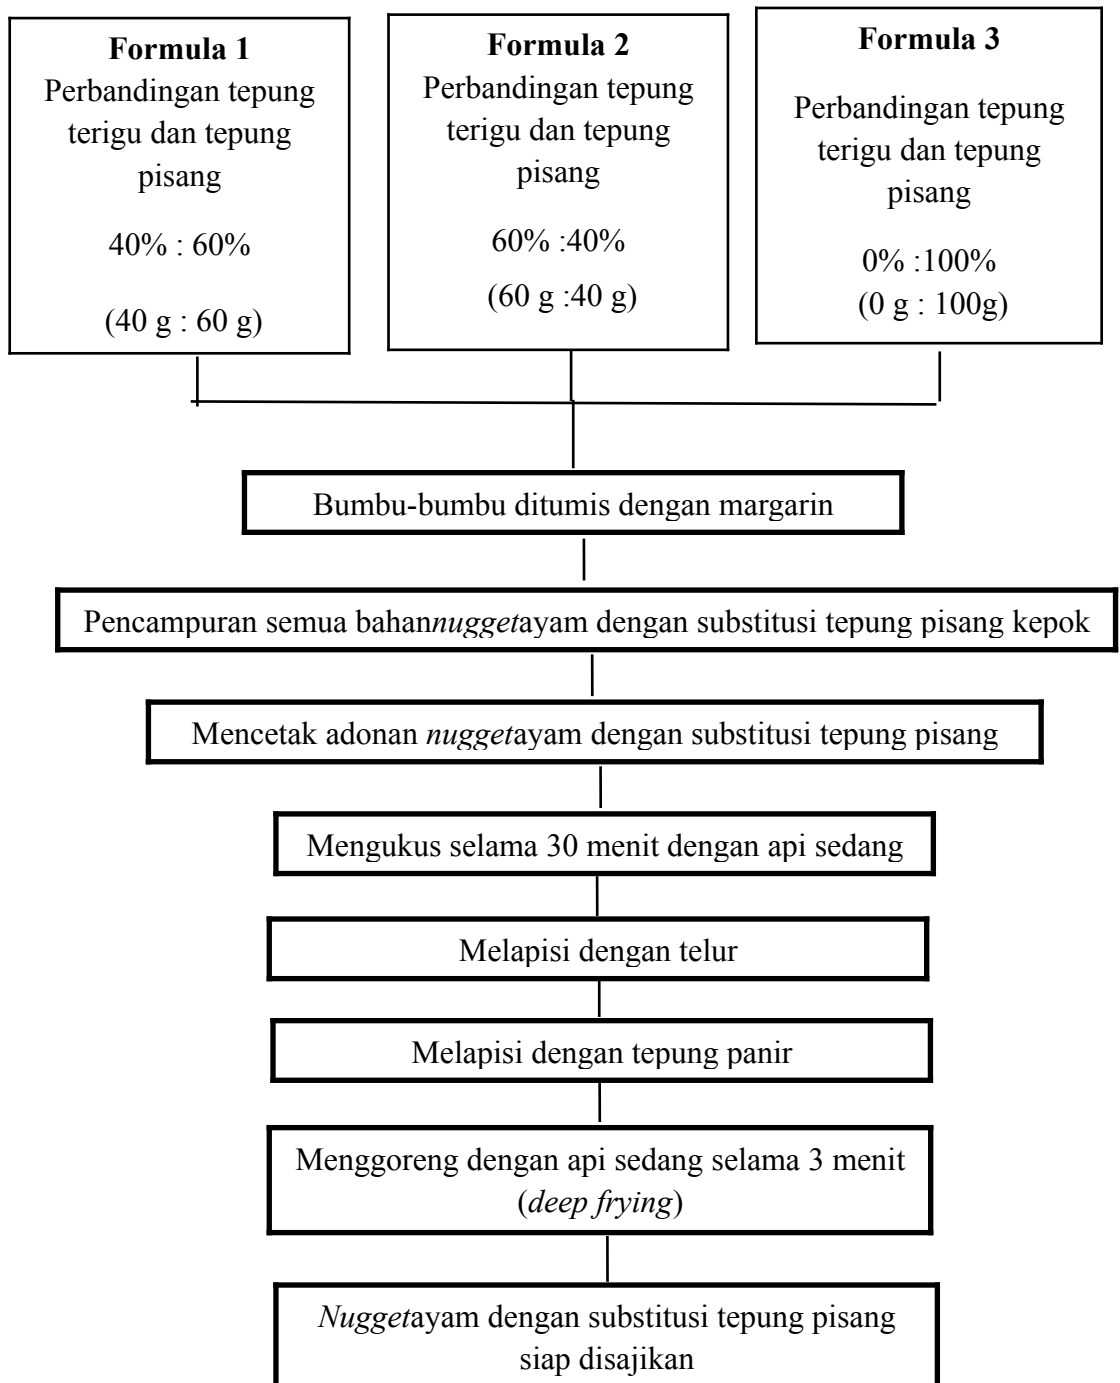 Formula 1
Perbandingan tepung
terigu dan tepung
pisang
40% : 60%
(40 g : 60 g)
Formula 2
Perbandingan tepung
terigu dan tepung
pisang
60% :40%
(60 g :40 g)
Formula 3
Perbandingan tepung
terigu dan tepung
pisang
0% :100%
(0 g : 100g)
Bumbu-bumbu ditumis dengan margarin
Pencampuran semua bahannuggetayam dengan substitusi tepung pisang kepok
Mencetak adonan nuggetayam dengan substitusi tepung pisang
Mengukus selama 30 menit dengan api sedang
Melapisi dengan telur
Melapisi dengan tepung panir
Menggoreng dengan api sedang selama 3 menit
(deep frying)
Nuggetayam dengan substitusi tepung pisang
siap disajikan